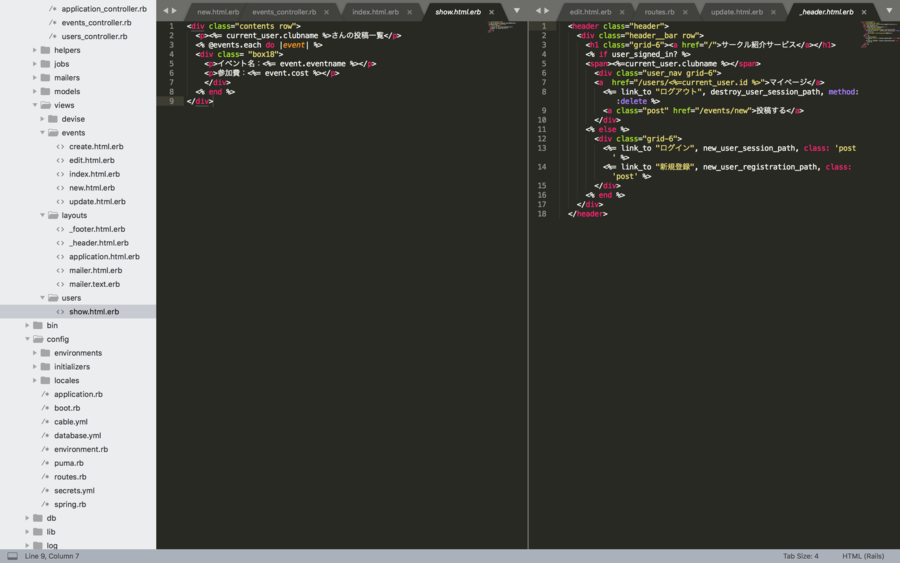 application_controller.rb
events_controller.rb
users_controller.rb
helpers
jobs
mailers
models
views
devise
events
create.html.erb
edit.html.erb
index.html.erb
new.html.erb
update.html.erb
layouts
_footer.html.erb
_header.html.erb
application.html.erb
mailer.html.erb
mailer.text.erb
users
show.html.erb
bin
config
environments
initializers
locales
application.rb
boot.rb
cable.yml
database.yml
environment.rb
puma.rb
routes.rb
secrets.yml
spring.rb
db
lib
log
new.html.erb events_controller.rb index.html.erb show.html.erb
1 <div class="contents row">
2 <p><%= current_user.clubname %>さんの投稿一覧</p>
3 <% @events.each do |event| %>
4 <div class= "box18">
5 <p>イベント名：<%= event.eventname %></p>
6 <p>参加費：<%= event.cost %></p>
7 </div>
8 <% end %>
9 </div>
edit.html.erb routes.rb update.html.erb _header.html.erb
1 <header class="header">
2 <div class="header__bar row">
3 <h1 class="grid-6"><a href="/">サークル紹介サービス</a></h1>
4 <% if user_signed_in? %>
5 <span><%=current_user.clubname %></span>
6 <div class="user_nav grid-6">
7 <a  href="/users/<%=current_user.id %>">マイページ</a>
8 <%= link_to "ログアウト", destroy_user_session_path, method:
:delete %>
9 <a class="post" href="/events/new">投稿する</a>
10 </div>
11 <% else %>
12 <div class="grid-6">
13 <%= link_to "ログイン", new_user_session_path, class: 'post
' %>
14 <%= link_to "新規登録", new_user_registration_path, class:
'post' %>
15 </div>
16 <% end %>
17 </div>
18 </header>
Line 9, Column 7
Tab Size: 4
HTML (Rails)